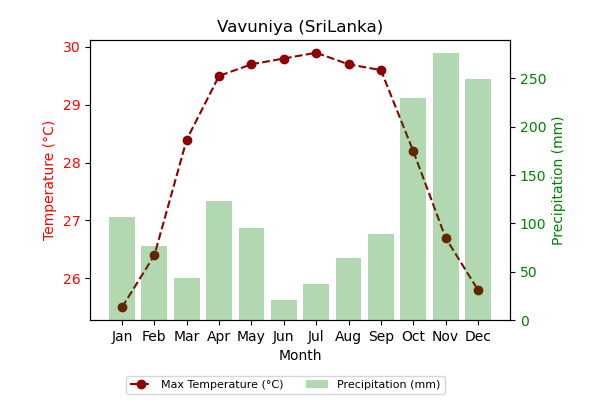 Vavuniya (SriLanka)
Temperature (°C)
30
29
28
27
26
Precipitation (mm)
250
200
150
100
50
0
Jan Feb Mar Apr May Jun Jul Aug Sep Oct Nov Dec
Month
Max Temperature (°C) Precipitation (mm)